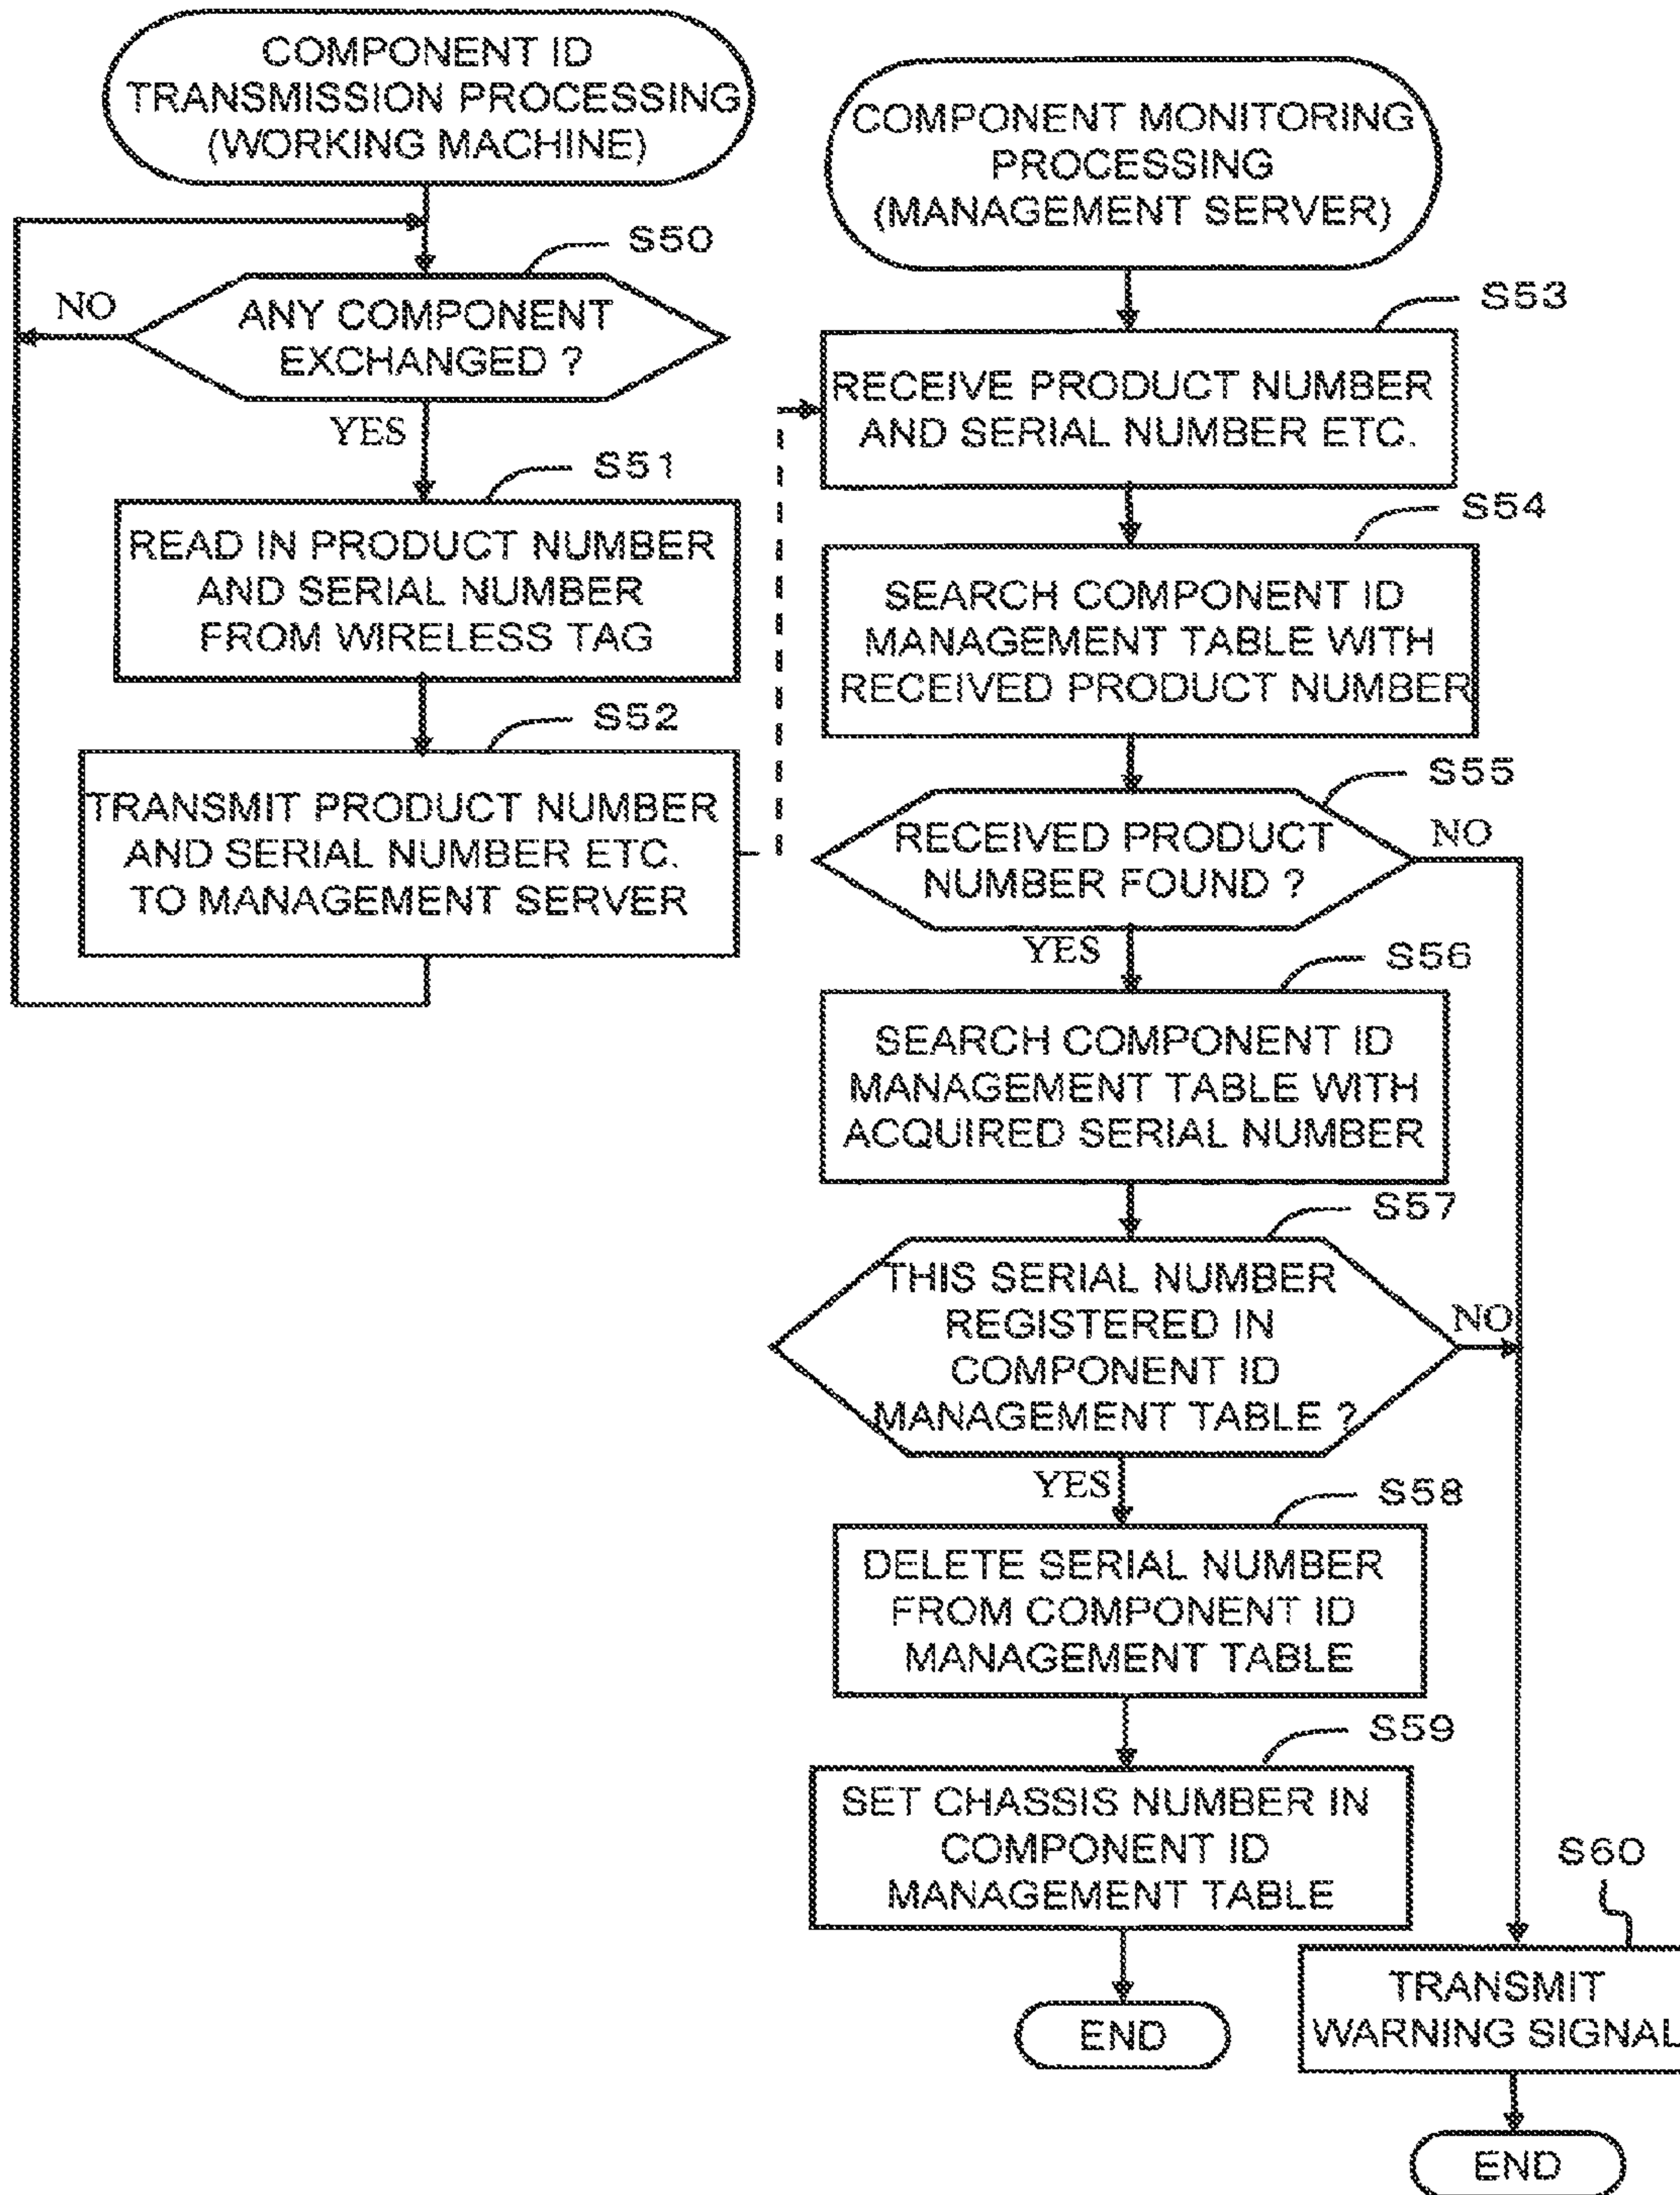 COMPONENT ID
TRANSMISSION PROCESSING
(WORKING MACHINE)
S50
NO
ANY COMPONENT
EXCHANGED ?
YES
S51
READ IN PRODUCT NUMBER
AND SERIAL NUMBER
FROM WIRELESS TAG
S52
TRANSMIT PRODUCT NUMBER
AND SERIAL NUMBER ETC.
TO MANAGEMENT SERVER
COMPONENT MONITORING
PROCESSING
(MANAGEMENT SERVER)
S53
RECEIVE PRODUCT NUMBER
AND SERIAL NUMBER ETC.
S54
SEARCH COMPONENT ID
MANAGEMENT TABLE WITH
RECEIVED PRODUCT NUMBER
S55
RECEIVED PRODUCT
NUMBER FOUND ?
NO
YES
S56
SEARCH COMPONENT ID
MANAGEMENT TABLE WITH
ACQUIRED SERIAL NUMBER
S57
THIS SERIAL NUMBER
REGISTERED IN
COMPONENT ID
MANAGEMENT TABLE ?
NO
YES
S58
DELETE SERIAL NUMBER
FROM COMPONENT ID
MANAGEMENT TABLE
S59
SET CHASSIS NUMBER IN
COMPONENT ID
MANAGEMENT TABLE
END
S60
TRANSMIT
WARNING SIGNAL
END